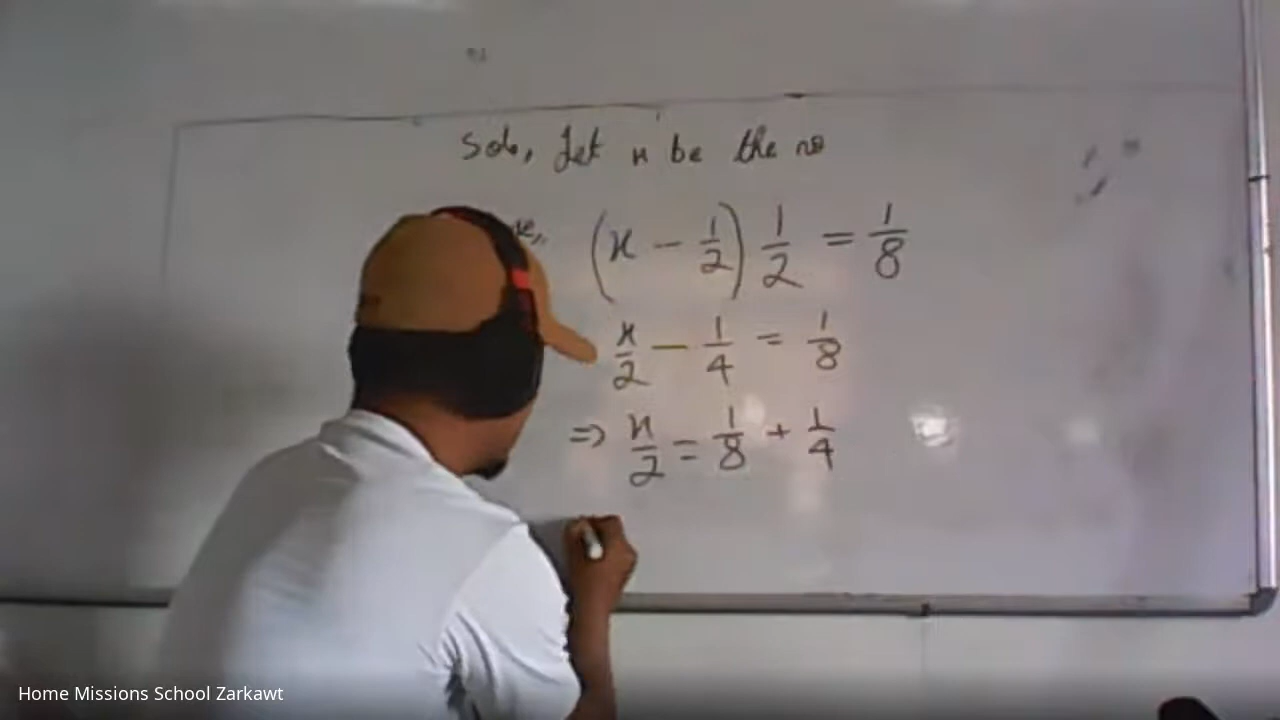 Soln, Let x be the no
(x - 1/2) 1/2 = 1/8
x/2 - 1/4 = 1/8
=> x/2 = 1/8 + 1/4
Home Missions School Zarkawt